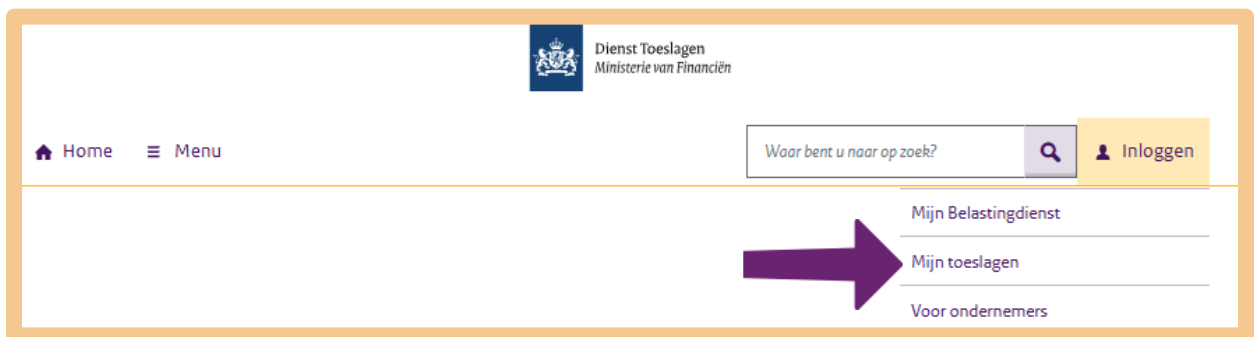 Dienst Toeslagen
Ministerie van Financiën
Home
Menu
Waar bent u naar op zoek?
Inloggen
Mijn Belastingdienst
Mijn toeslagen
Voor ondernemers